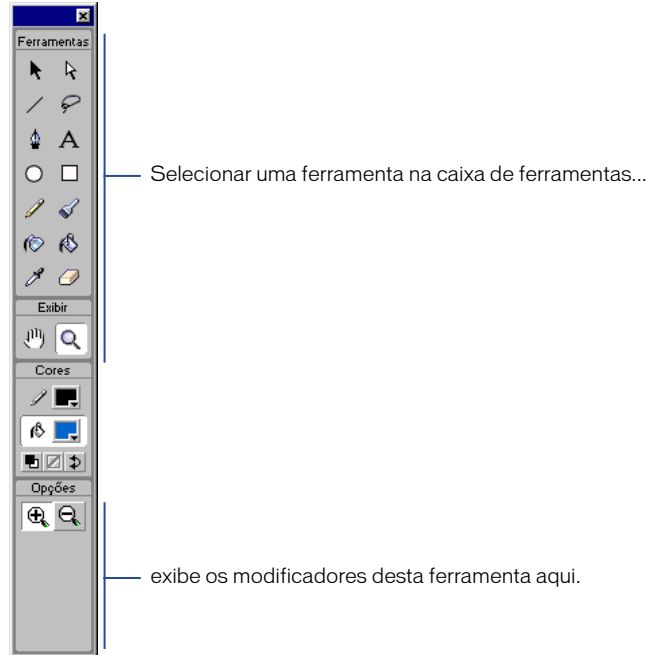 Ferramentas
A
Selecionar uma ferramenta na caixa de ferramentas...
Exibir
Cores
Opções
exibe os modificadores desta ferramenta aqui.